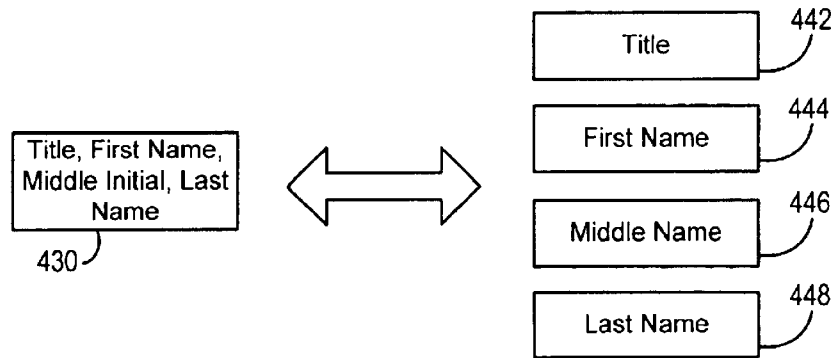 Title, First Name,
Middle Initial, Last
Name
430
Title
442
First Name
444
Middle Name
446
Last Name
448